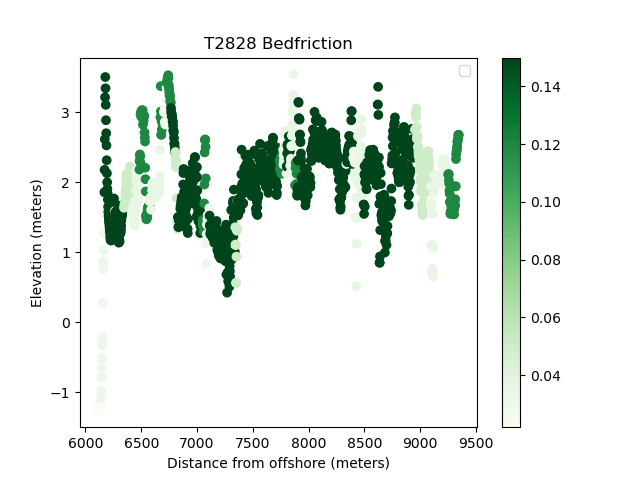 T2828 Bedfriction
Elevation (meters)
3
2
1
0
−1
6000 6500 7000 7500 8000 8500 9000 9500
Distance from offshore (meters)
0.14
0.12
0.10
0.08
0.06
0.04